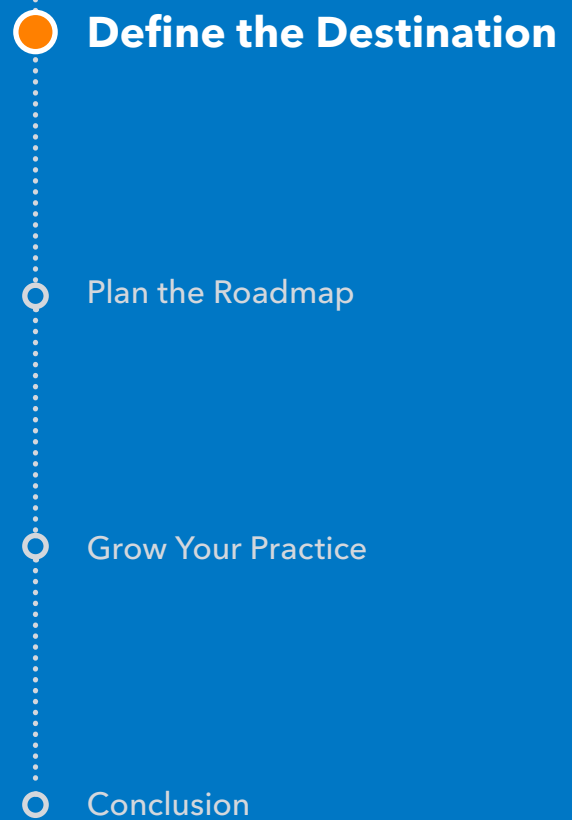 Define the Destination
Plan the Roadmap
Grow Your Practice
Conclusion